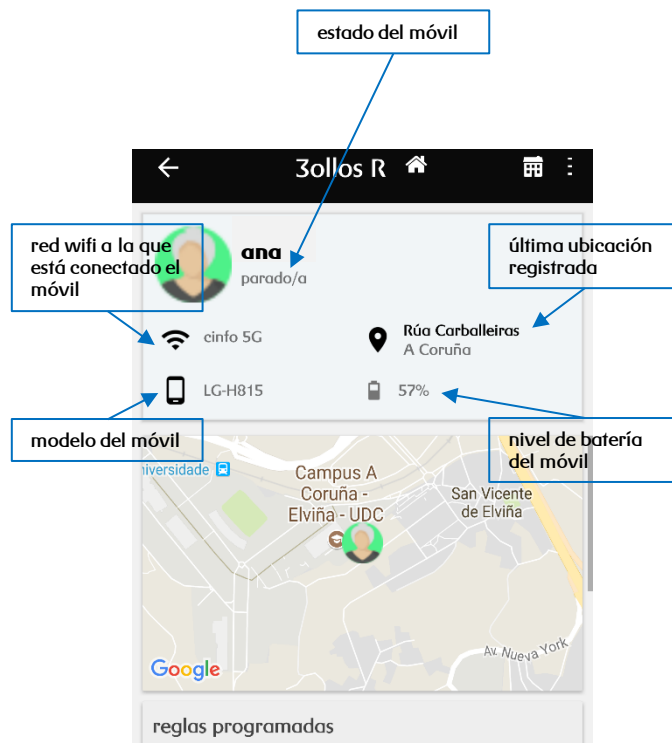 estado del móvil
3ollos R
red wifi a la que
está conectado el
móvil
ana
parado/a
última ubicación
registrada
cinfo 5G
Rúa Carballeiras
A Coruña
LG-H815
57%
modelo del móvil
nivel de batería
del móvil
niversidade
Campus A
Coruña -
Elviña - UDC
San Vicente
de Elviña
Av. Nueva York
Google
reglas programadas